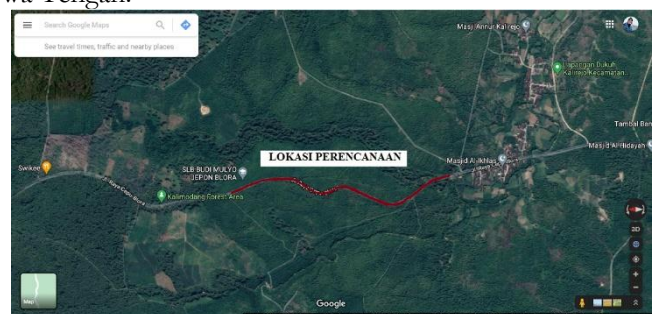 wa Tengah.
Search Google Maps
See travel times, traffic and nearby places
Masjid Annur Kalirejo
Lapangan Dukuh
Kalirejo Kecamatan...
Tambal Ban
Masjid Al-Hidayah
Masjid Al-Ikhlas
LOKASI PERENCANAAN
SLB BUDI MULYO
JEPON BLORA
Swikee
Kalimodang Forest Area
2D
Map
Google